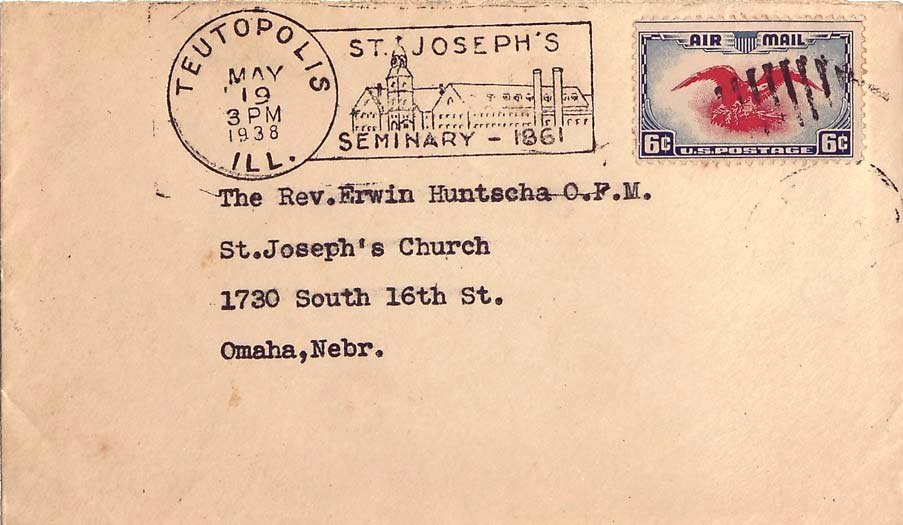 TEUTOPOLIS
MAY
19
3 PM
1938
ILL.
ST. JOSEPH'S
SEMINARY - 1861
AIR MAIL
6¢ U.S. POSTAGE 6¢
The Rev.Erwin Huntscha O.F.M.
St.Joseph's Church
1730 South 16th St.
Omaha,Nebr.